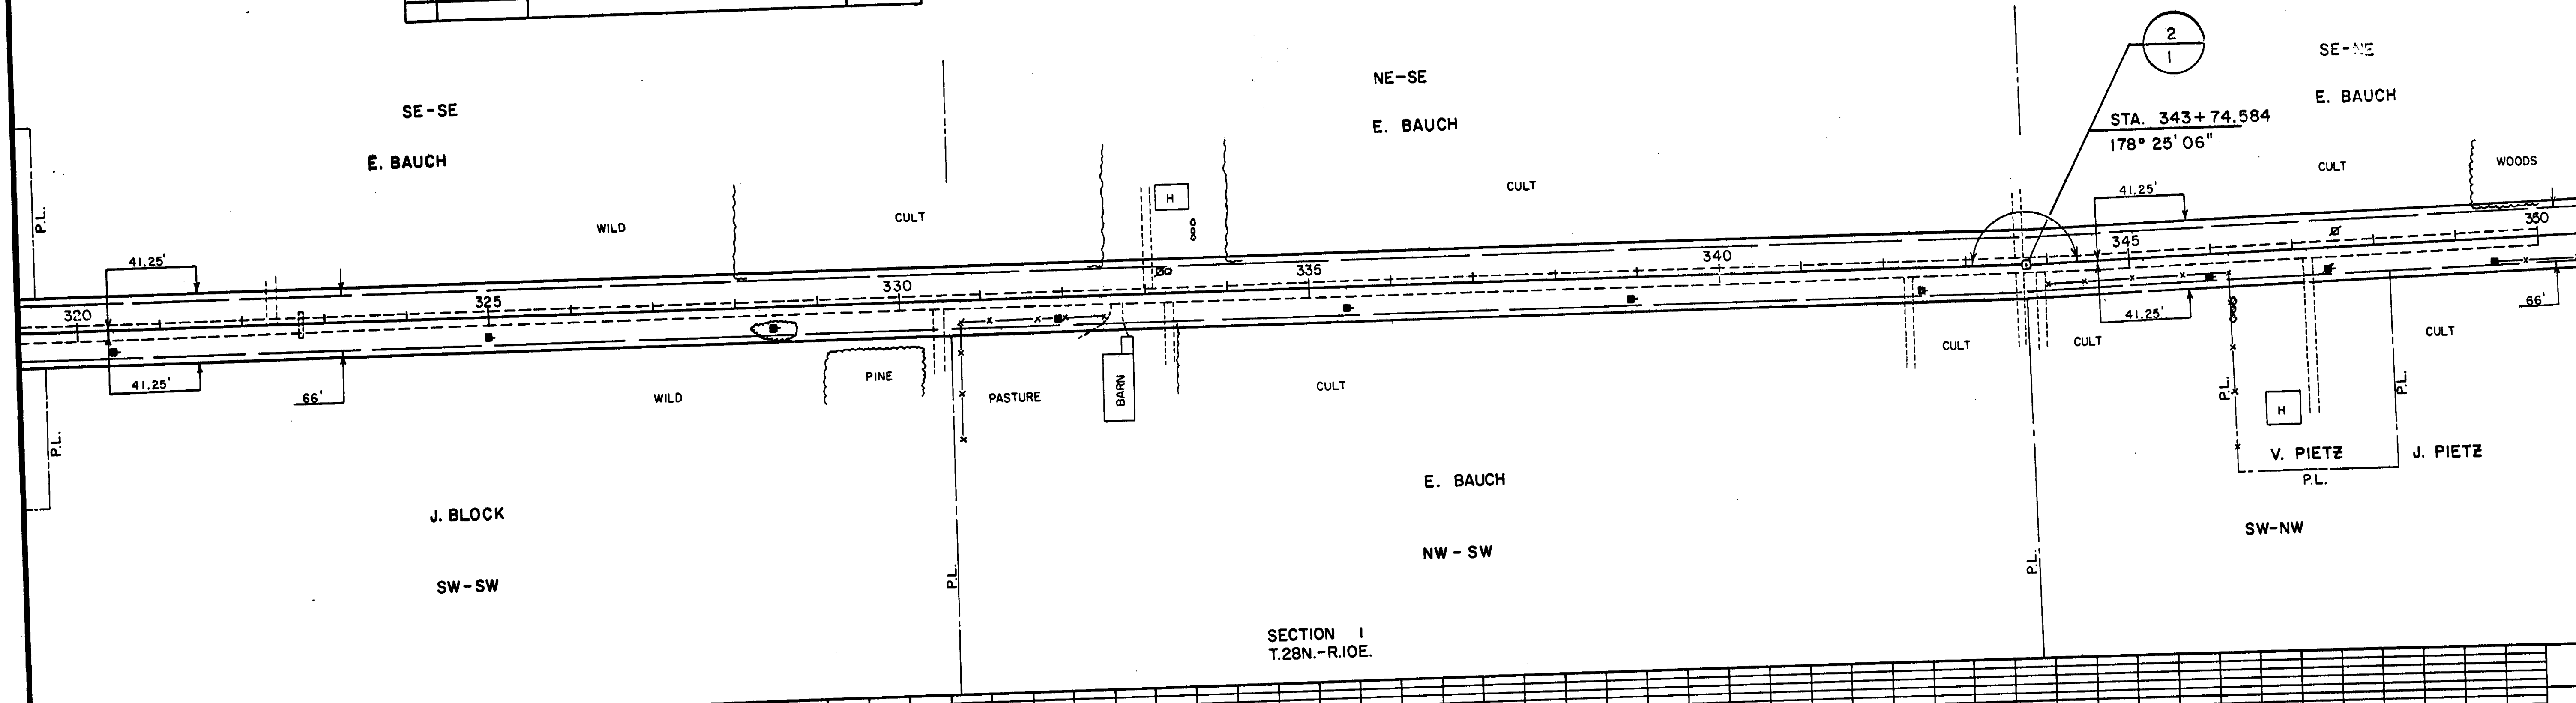 SE-SE
E. BAUCH
NE-SE
E. BAUCH
2
1
SE-NE
E. BAUCH
STA. 343+74.584
178° 25' 06"
P.L.
WILD
CULT
H
CULT
CULT
WOODS
41.25'
41.25'
320
325
330
335
340
345
350
41.25'
66'
WILD
PINE
PASTURE
BARN
CULT
CULT
CULT
41.25'
CULT
66'
P.L.
P.L.
P.L.
H
V. PIETZ
J. PIETZ
P.L.
J. BLOCK
SW-SW
P.L.
E. BAUCH
NW-SW
P.L.
SW-NW
SECTION 1
T.28N.-R.10E.